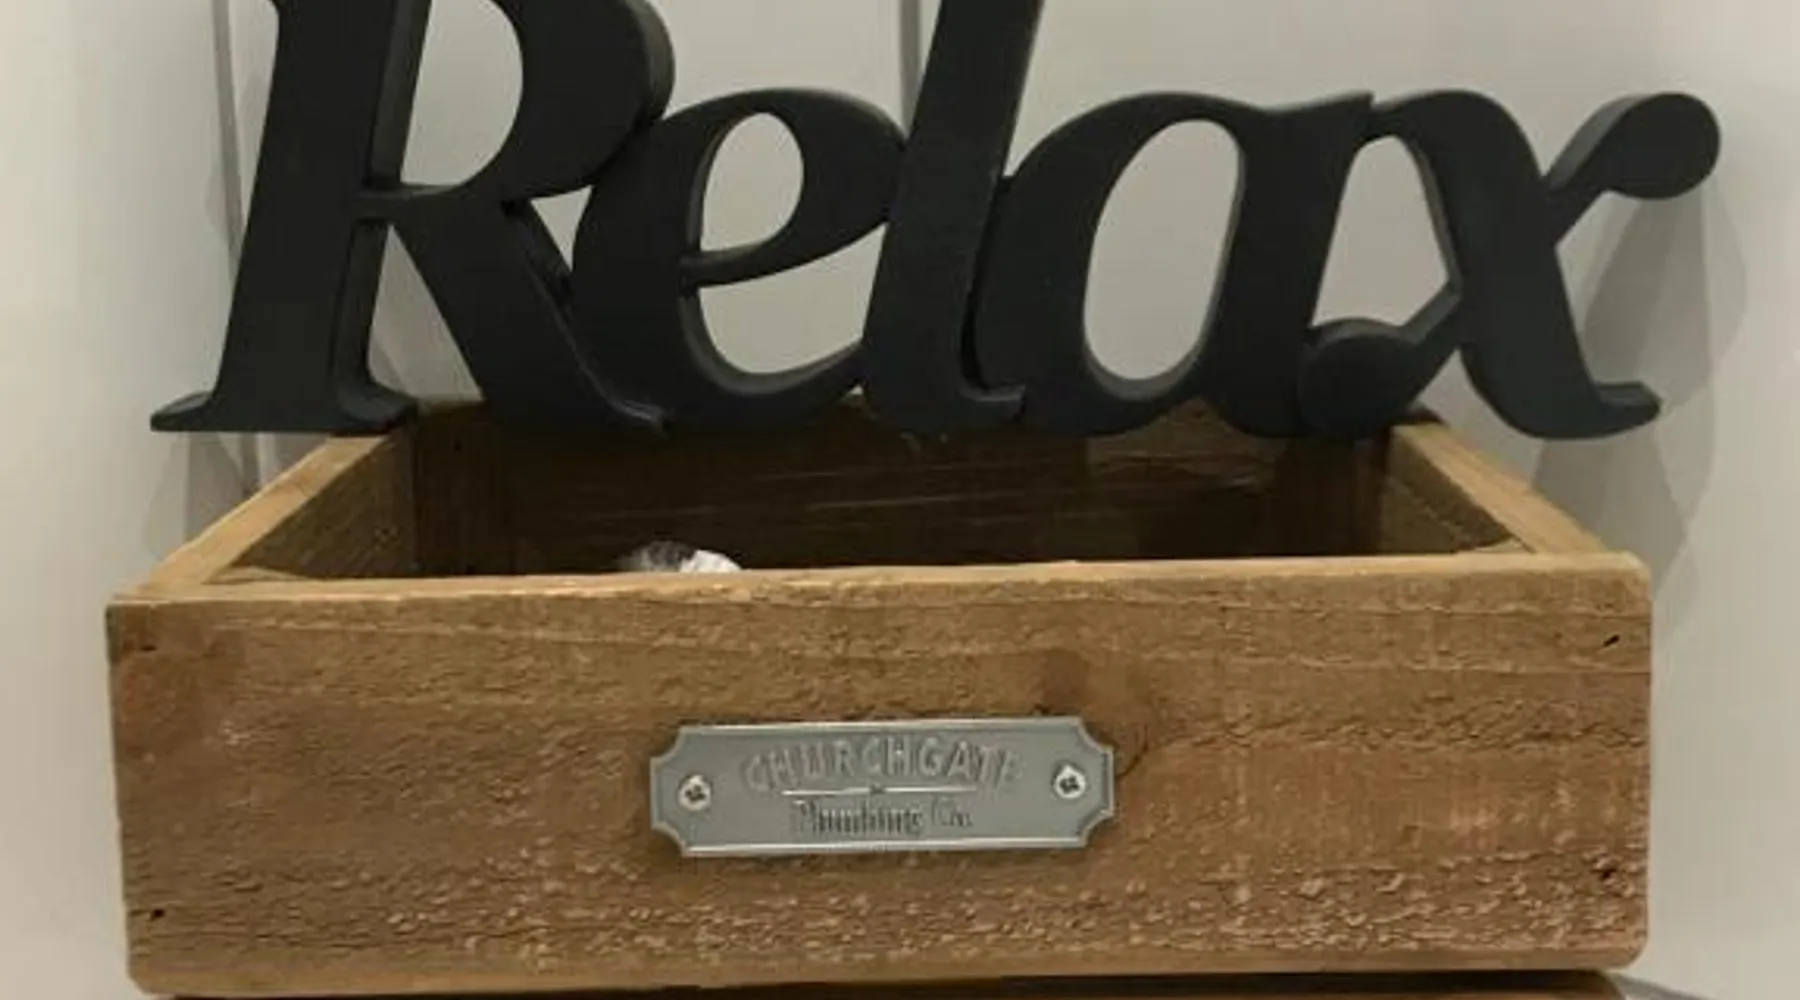 Relax
CHURCHGATE
Plumbing Co.